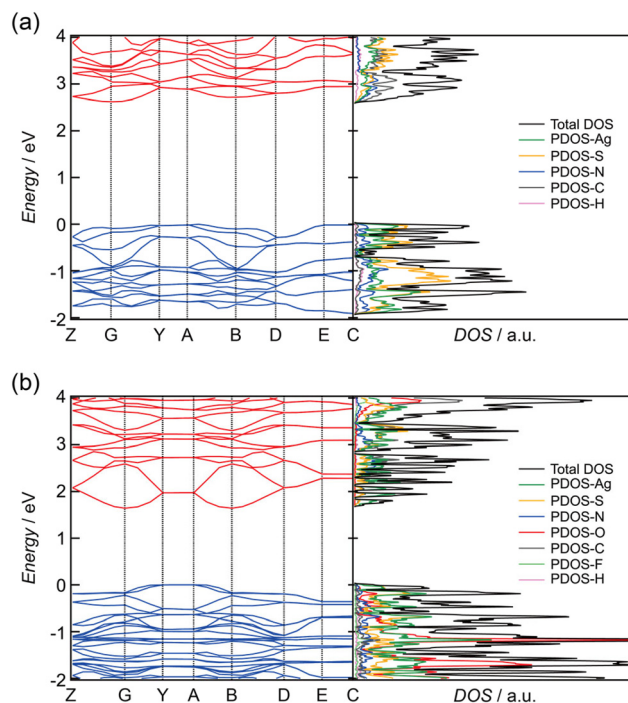 (a)
4
3
2
1
0
-1
-2
Energy / eV
Z G Y A B D E C
DOS / a.u.
Total DOS
PDOS-Ag
PDOS-S
PDOS-N
PDOS-C
PDOS-H
(b)
4
3
2
1
0
-1
-2
Energy / eV
Z G Y A B D E C
DOS / a.u.
Total DOS
PDOS-Ag
PDOS-S
PDOS-N
PDOS-O
PDOS-C
PDOS-F
PDOS-H